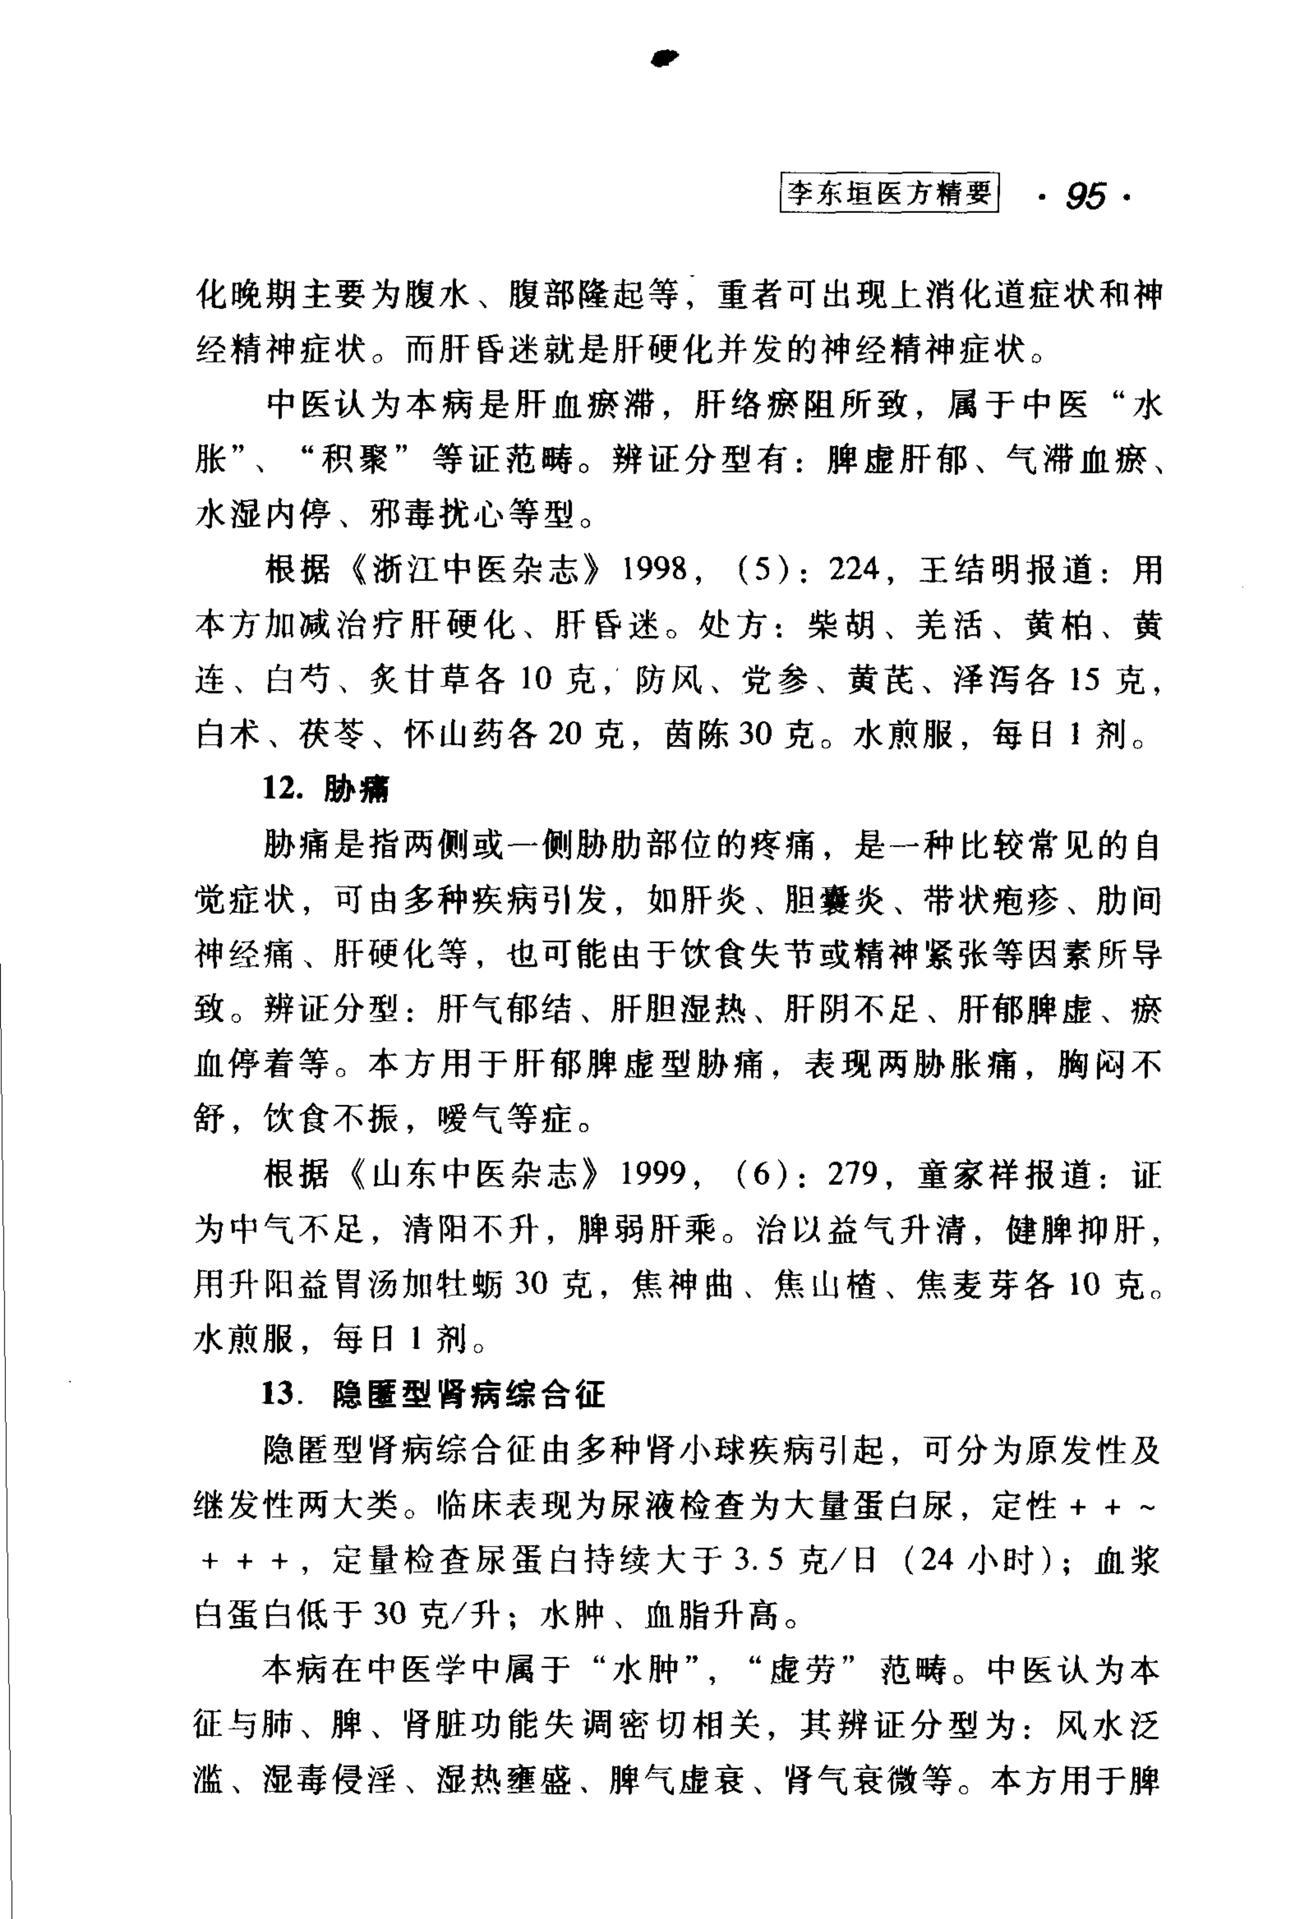 李东垣医方精要 · 95 ·
化晚期主要为腹水、腹部隆起等，重者可出现上消化道症状和神
经精神症状。而肝昏迷就是肝硬化并发的神经精神症状。
中医认为本病是肝血瘀滞，肝络瘀阻所致，属于中医“水
胀”、“积聚”等证范畴。辨证分型有：脾虚肝郁、气滞血瘀、
水湿内停、邪毒扰心等型。
根据《浙江中医杂志》1998，（5）：224，王结明报道：用
本方加减治疗肝硬化、肝昏迷。处方：柴胡、羌活、黄柏、黄
连、白芍、炙甘草各 10 克，防风、党参、黄芪、泽泻各 15 克，
白术、茯苓、怀山药各 20 克，茵陈 30 克。水煎服，每日 1 剂。
12. 胁痛
胁痛是指两侧或一侧胁肋部位的疼痛，是一种比较常见的自
觉症状，可由多种疾病引发，如肝炎、胆囊炎、带状疱疹、肋间
神经痛、肝硬化等，也可能由于饮食失节或精神紧张等因素所导
致。辨证分型：肝气郁结、肝胆湿热、肝阴不足、肝郁脾虚、瘀
血停着等。本方用于肝郁脾虚型胁痛，表现两胁胀痛，胸闷不
舒，饮食不振，嗳气等症。
根据《山东中医杂志》1999，（6）：279，童家祥报道：证
为中气不足，清阳不升，脾弱肝乘。治以益气升清，健脾抑肝，
用升阳益胃汤加牡蛎 30 克，焦神曲、焦山楂、焦麦芽各 10 克。
水煎服，每日 1 剂。
13. 隐匿型肾病综合征
隐匿型肾病综合征由多种肾小球疾病引起，可分为原发性及
继发性两大类。临床表现为尿液检查为大量蛋白尿，定性 + + ~
+ + +，定量检查尿蛋白持续大于 3.5 克/日（24 小时）；血浆
白蛋白低于 30 克/升；水肿、血脂升高。
本病在中医学中属于“水肿”，“虚劳”范畴。中医认为本
征与肺、脾、肾脏功能失调密切相关，其辨证分型为：风水泛
滥、湿毒侵淫、湿热壅盛、脾气虚衰、肾气衰微等。本方用于脾